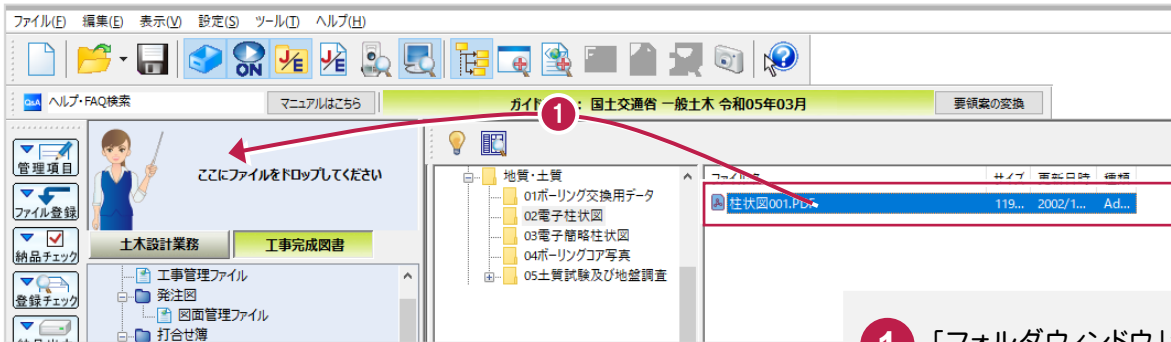 ファイル(F) 編集(E) 表示(V) 設定(S) ツール(T) ヘルプ(H)
ON J/E J/E
Q&A ヘルプ・FAQ検索 マニュアルはこちら 国土交通省 一般土木 令和05年03月 要領案の変換
1
管理項目
ファイル登録
納品チェック
登録チェック
ここにファイルをドロップしてください
土木設計業務 工事完成図書
工事管理ファイル
発注図
図面管理ファイル
打合せ簿
地質・土質
01ボーリング交換用データ
02電子柱状図
03電子簡略柱状図
04ボーリングコア写真
05土質試験及び地盤調査
サイズ 更新日時 種類
柱状図001.PDF 119... 2002/1... Ad...
1 「フォルダウィンドウ」